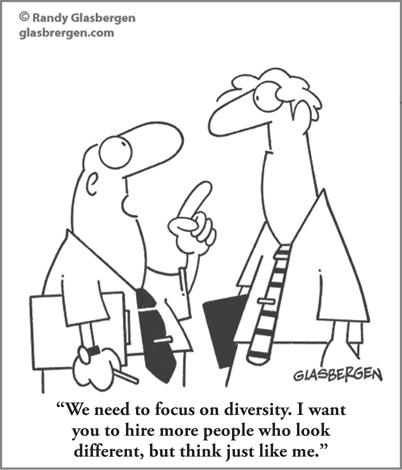 © Randy Glasbergen
glasbrergen.com
GLASBERGEN
“We need to focus on diversity. I want
you to hire more people who look
different, but think just like me.”